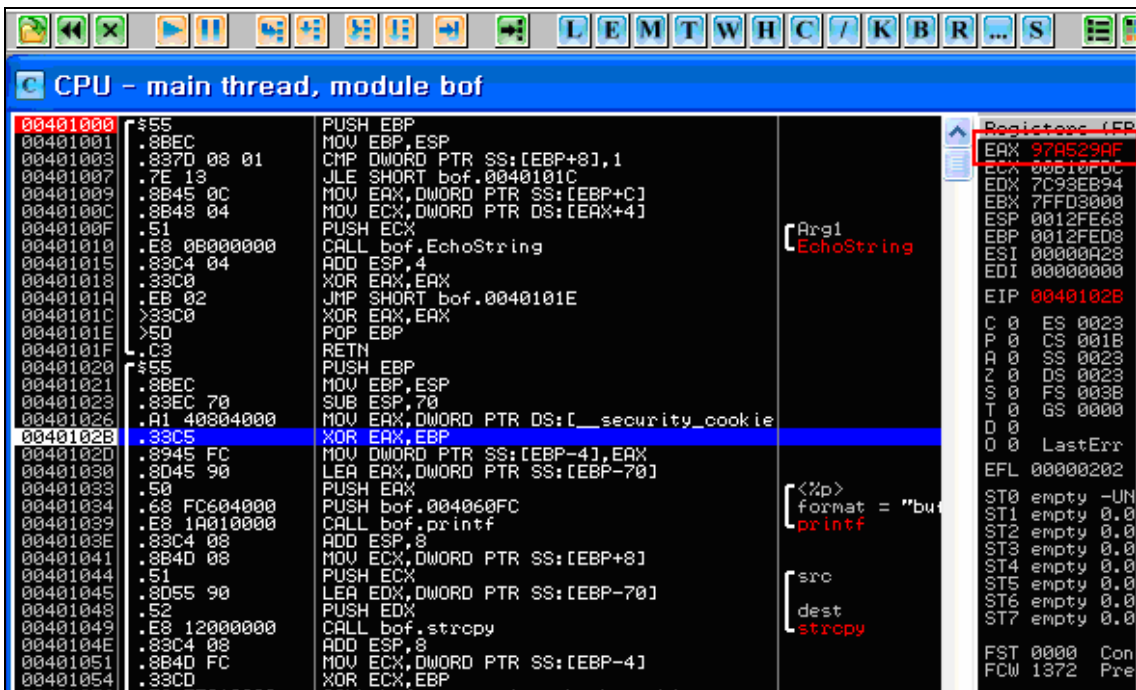 L E M T W H C / K B R ... S
C CPU - main thread, module bof
00401000 $55 PUSH EBP
00401001 .8BEC MOV EBP,ESP
00401003 .837D 08 01 CMP DWORD PTR SS:[EBP+8],1
00401007 .7E 13 JLE SHORT bof.0040101C
00401009 .8B45 0C MOV EAX,DWORD PTR SS:[EBP+C]
0040100C .8B48 04 MOV ECX,DWORD PTR DS:[EAX+4]
0040100F .51 PUSH ECX Arg1
00401010 .E8 0B000000 CALL bof.EchoString EchoString
00401015 .83C4 04 ADD ESP,4
00401018 .33C0 XOR EAX,EAX
0040101A .EB 02 JMP SHORT bof.0040101E
0040101C >33C0 XOR EAX,EAX
0040101E >5D POP EBP
0040101F .C3 RETN
00401020 $55 PUSH EBP
00401021 .8BEC MOV EBP,ESP
00401023 .83EC 70 SUB ESP,70
00401026 .A1 40804000 MOV EAX,DWORD PTR DS:[__security_cookie
0040102B .33C5 XOR EAX,EBP
0040102D .8945 FC MOV DWORD PTR SS:[EBP-4],EAX
00401030 .8D45 90 LEA EAX,DWORD PTR SS:[EBP-70]
00401033 .50 PUSH EAX <%p>
00401034 .68 FC604000 PUSH bof.004060FC format = "buf
00401039 .E8 1A010000 CALL bof.printf printf
0040103E .83C4 08 ADD ESP,8
00401041 .8B4D 08 MOV ECX,DWORD PTR SS:[EBP+8]
00401044 .51 PUSH ECX src
00401045 .8D55 90 LEA EDX,DWORD PTR SS:[EBP-70]
00401048 .52 PUSH EDX dest
00401049 .E8 12000000 CALL bof.strcpy strcpy
0040104E .83C4 08 ADD ESP,8
00401051 .8B4D FC MOV ECX,DWORD PTR SS:[EBP-4]
00401054 .33CD XOR ECX,EBP
Registers (FP
EAX 97A529AF
ECX 00B10FDC
EDX 7C93EB94
EBX 7FFD3000
ESP 0012FE68
EBP 0012FED8
ESI 00000A28
EDI 00000000
EIP 0040102B
C 0 ES 0023
P 0 CS 001B
A 0 SS 0023
Z 0 DS 0023
S 0 FS 003B
T 0 GS 0000
D 0
O 0 LastErr
EFL 00000202
ST0 empty -UN
ST1 empty 0.0
ST2 empty 0.0
ST3 empty 0.0
ST4 empty 0.0
ST5 empty 0.0
ST6 empty 0.0
ST7 empty 0.0
FST 0000 Con
FCW 1372 Pre